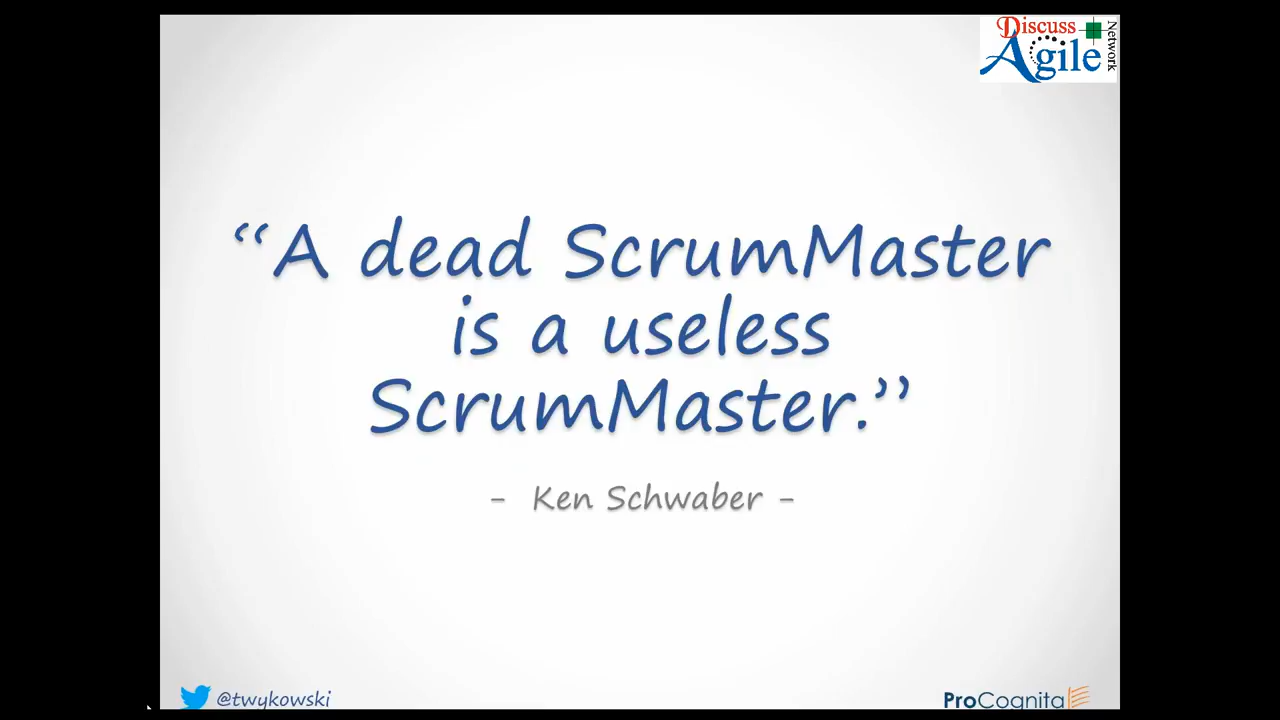 Discuss
Agile
Network
“A dead ScrumMaster
is a useless
ScrumMaster.”
- Ken Schwaber -
@twykowski
ProCognita